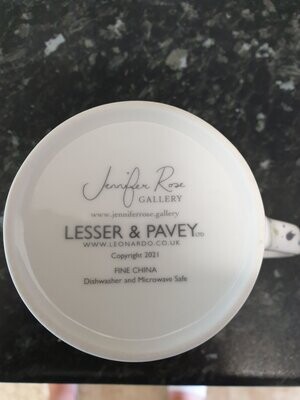 Jennifer Rose
GALLERY
www.jenniferrose.gallery
LESSER & PAVEY LTD
WWW.LEONARDO.CO.UK
Copyright 2021
FINE CHINA
Dishwasher and Microwave Safe